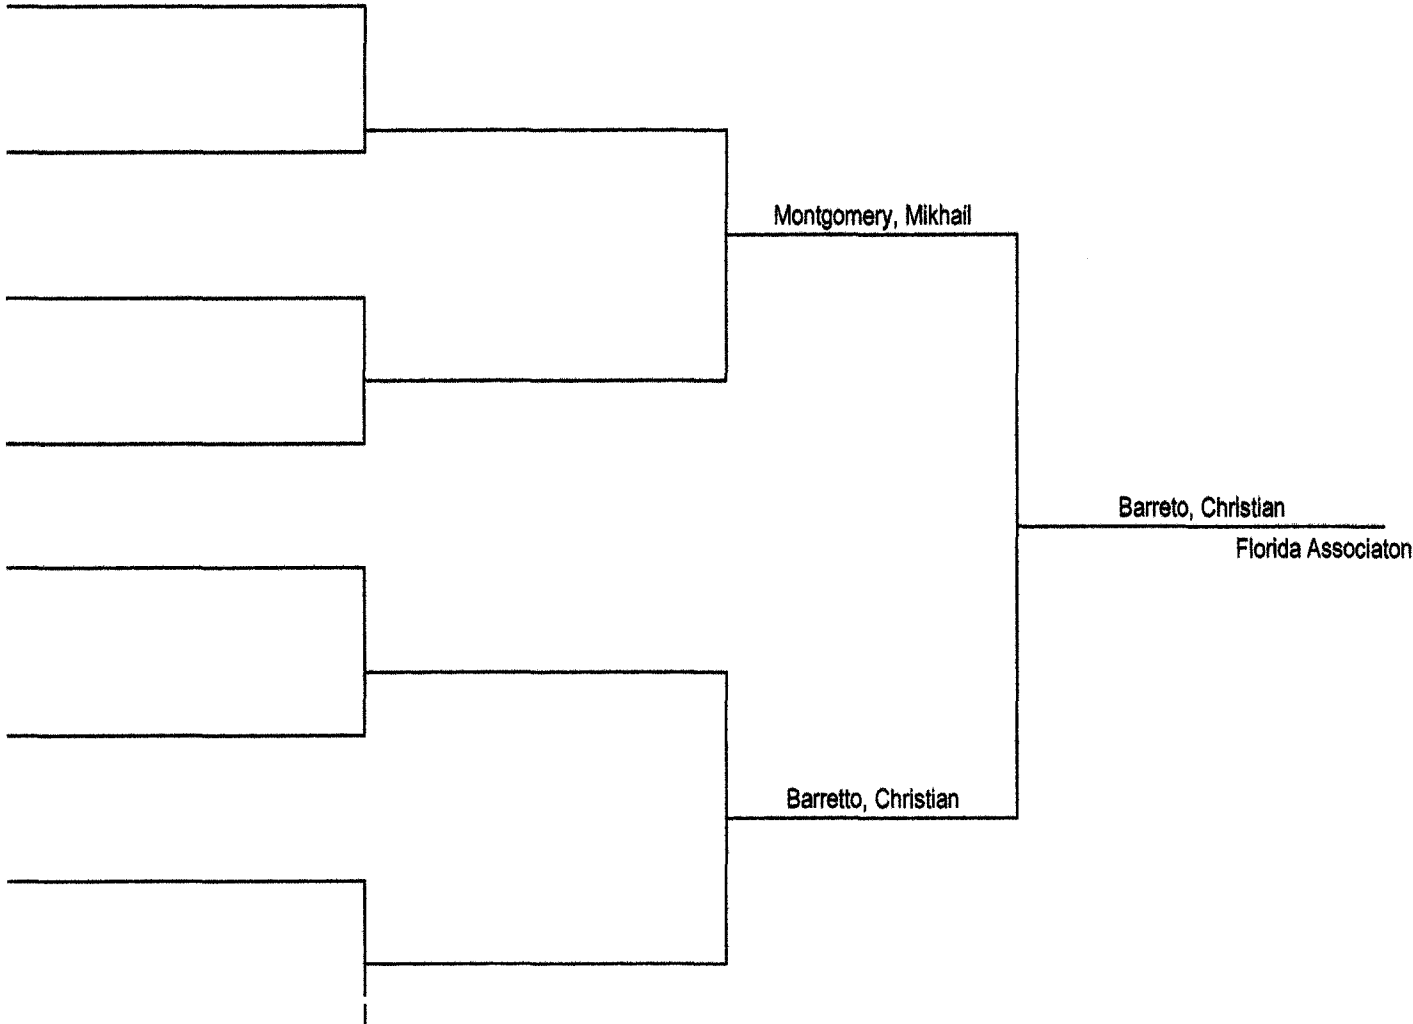 Montgomery, Mikhail
Barreto, Christian
Florida Associaton
Barretto, Christian